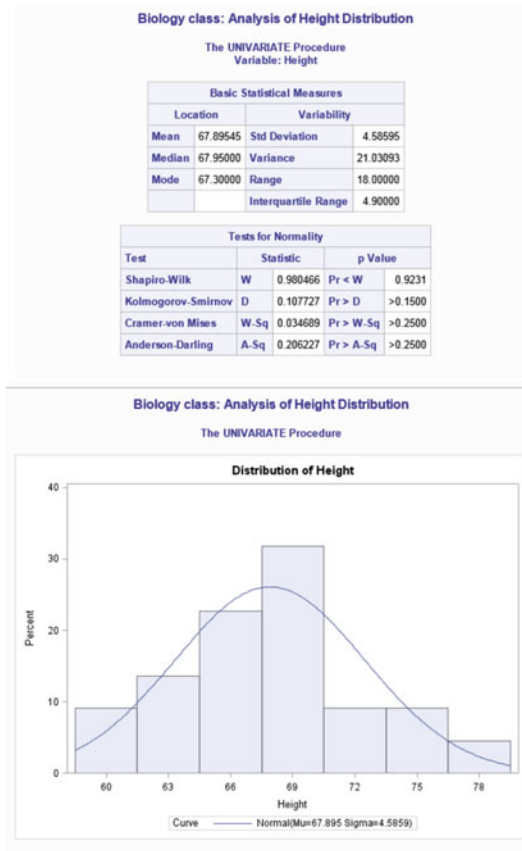 Biology class: Analysis of Height Distribution
The UNIVARIATE Procedure
Variable: Height
Basic Statistical Measures
Location Variability
Mean 67.89545 Std Deviation 4.58595
Median 67.95000 Variance 21.03093
Mode 67.30000 Range 18.00000
Interquartile Range 4.90000
Tests for Normality
Test Statistic p Value
Shapiro-Wilk W 0.980466 Pr < W 0.9231
Kolmogorov-Smirnov D 0.107727 Pr > D >0.1500
Cramer-von Mises W-Sq 0.034689 Pr > W-Sq >0.2500
Anderson-Darling A-Sq 0.206227 Pr > A-Sq >0.2500
Biology class: Analysis of Height Distribution
The UNIVARIATE Procedure
Distribution of Height
40
30
20
10
0
Percent
60 63 66 69 72 75 78
Height
Curve Normal(Mu=67.895 Sigma=4.5859)